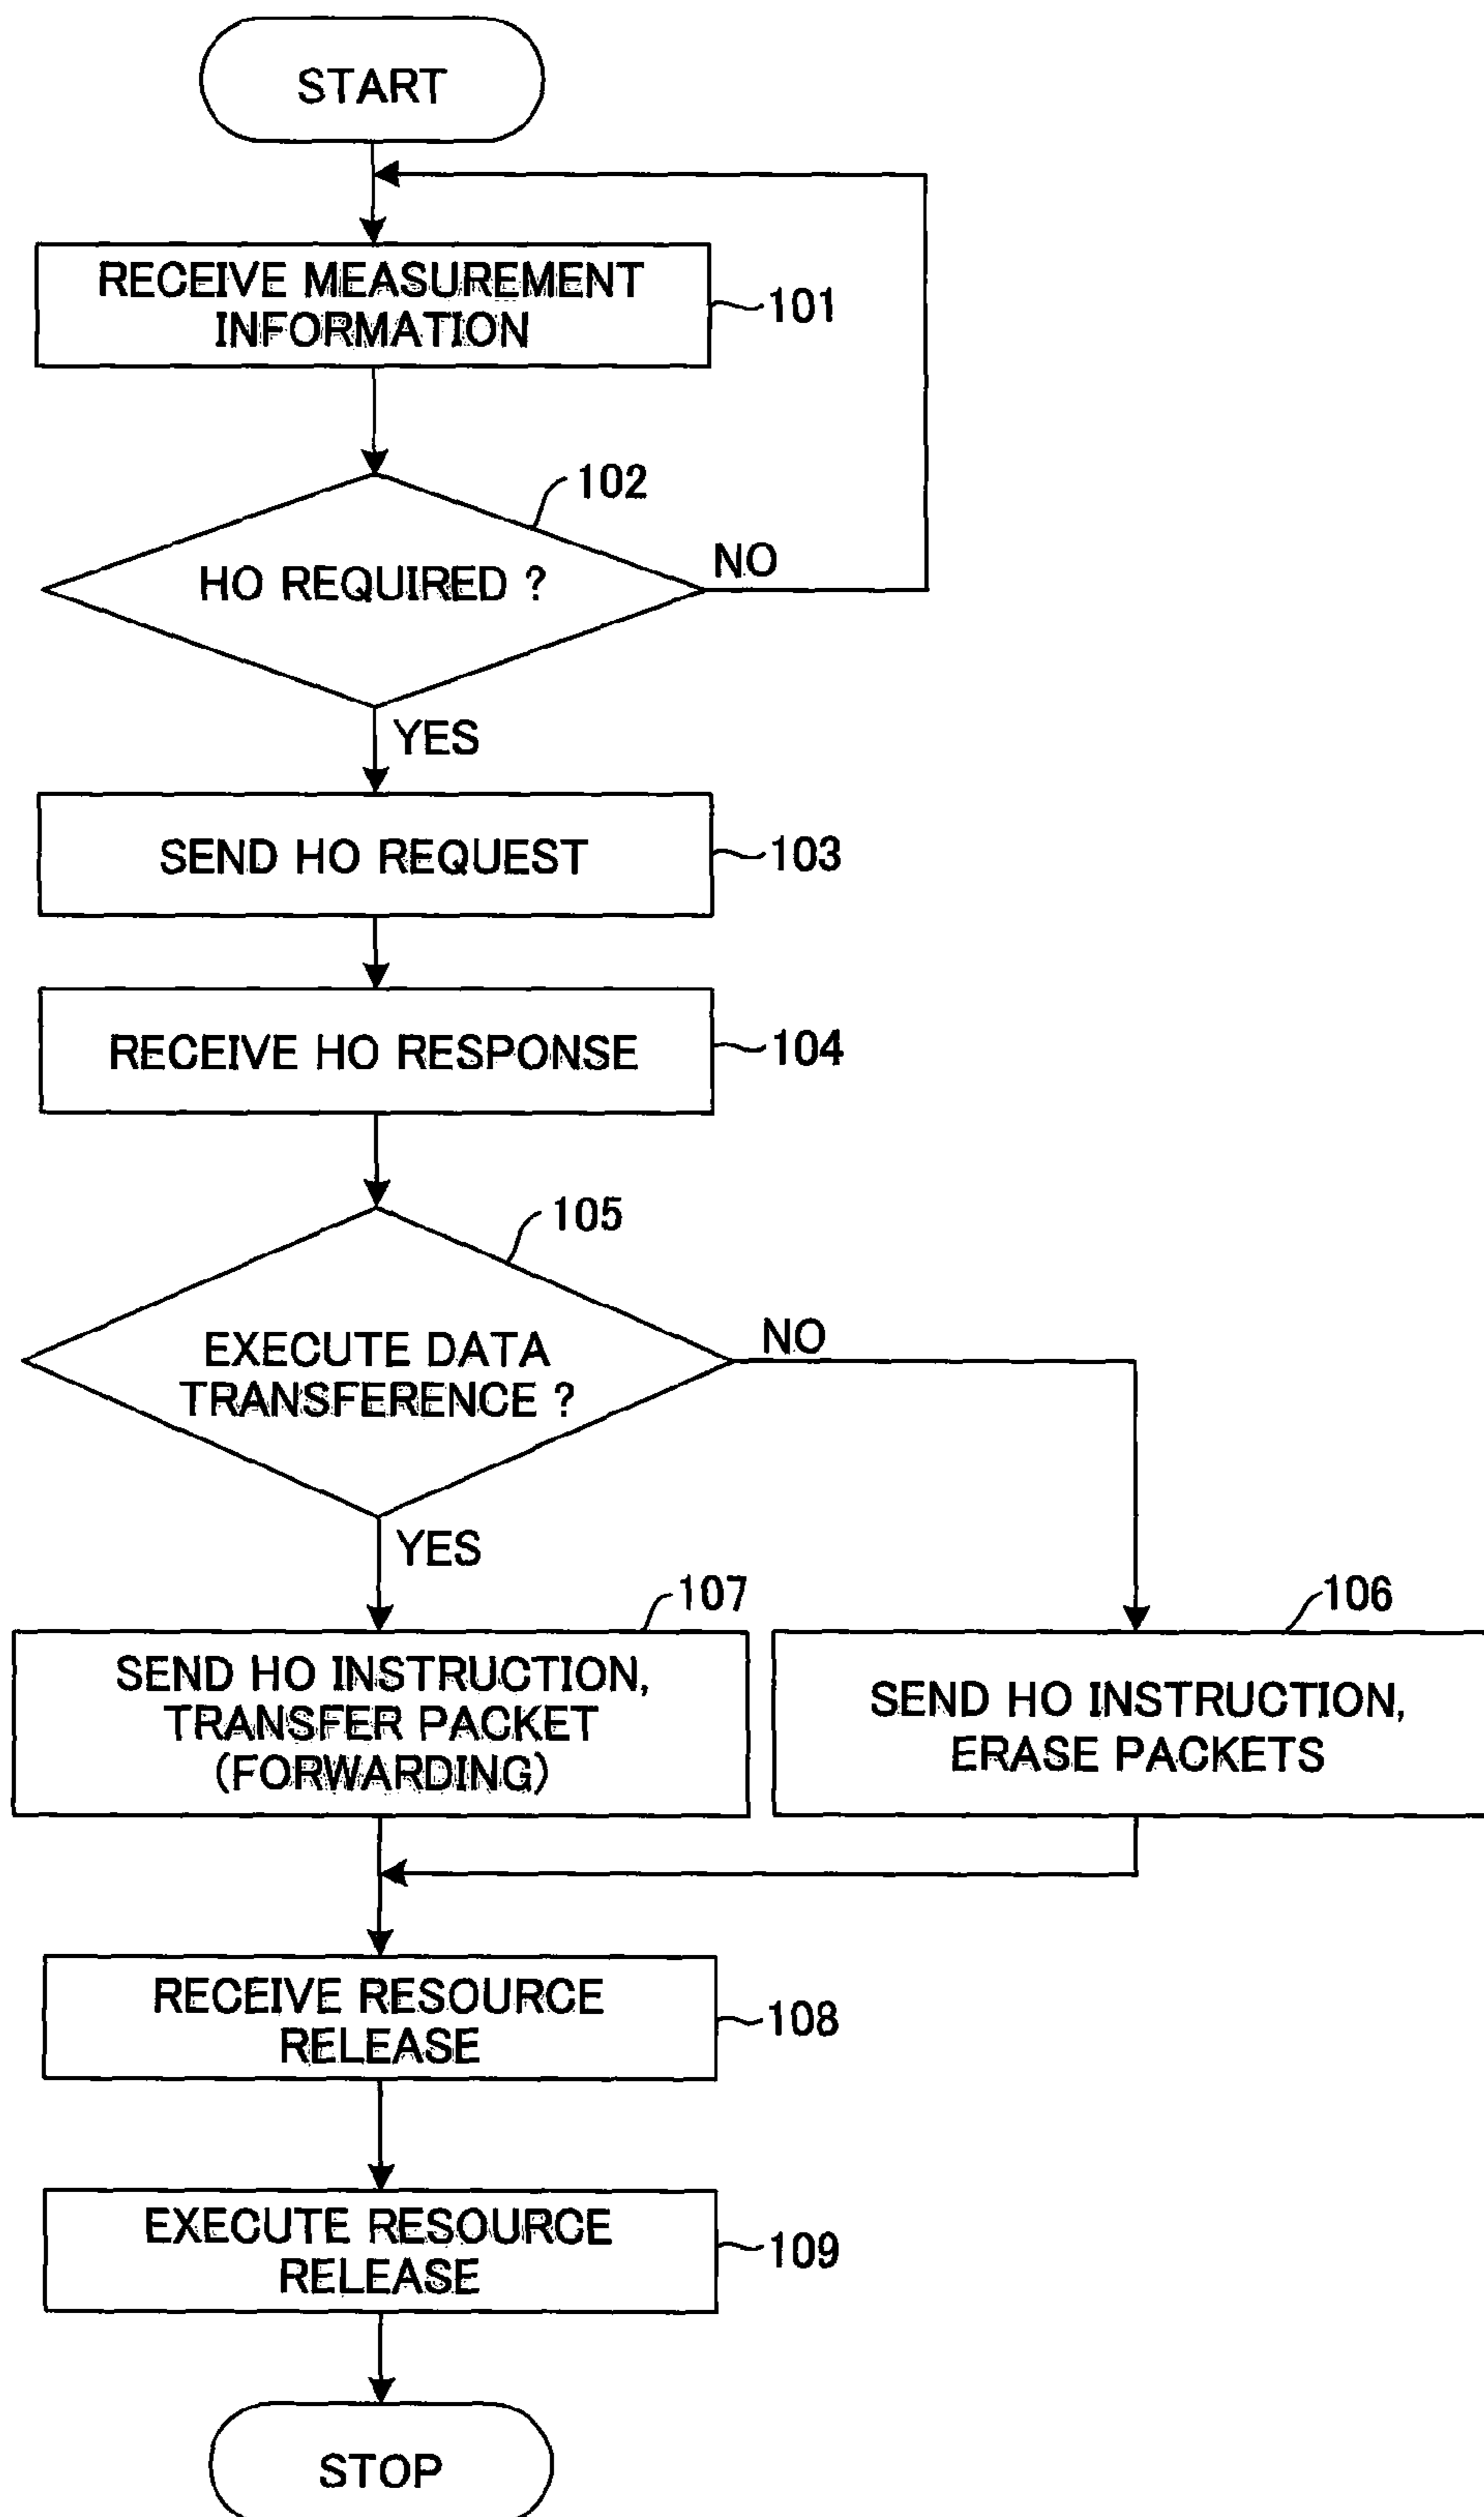 START
RECEIVE MEASUREMENT
INFORMATION
101
102
HO REQUIRED ?
NO
YES
SEND HO REQUEST
103
RECEIVE HO RESPONSE
104
105
EXECUTE DATA
TRANSFERENCE ?
NO
YES
107
SEND HO INSTRUCTION,
TRANSFER PACKET
(FORWARDING)
106
SEND HO INSTRUCTION,
ERASE PACKETS
RECEIVE RESOURCE
RELEASE
108
EXECUTE RESOURCE
RELEASE
109
STOP